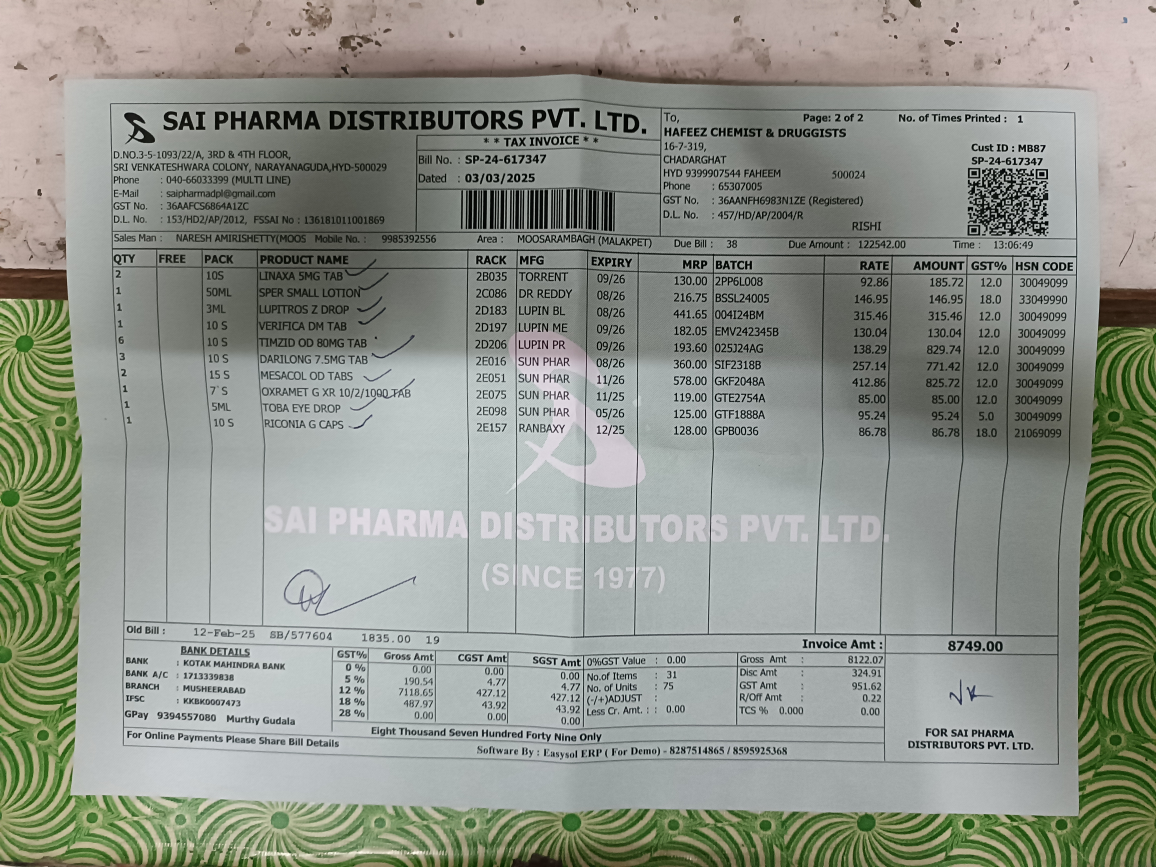 SAI PHARMA DISTRIBUTORS PVT. LTD.
* * TAX INVOICE * *
D.NO.3-5-1093/22/A, 3RD & 4TH FLOOR,
SRI VENKATESHWARA COLONY, NARAYANAGUDA,HYD-500029
Phone : 040-66033399 (MULTI LINE)
E-Mail : saipharmadpl@gmail.com
GST No. : 36AAFCS6864A1ZC
D.L. No. : 153/HD2/AP/2012, FSSAI No : 13618101100​1869
Bill No. : SP-24-617347
Dated : 03/03/2025
To, Page: 2 of 2 No. of Times Printed : 1
HAFEEZ CHEMIST & DRUGGISTS
16-7-319,
CHADARGHAT
HYD 9399907544 FAHEEM 500024
Phone : 65307005
GST No. : 36AANFH6983N1ZE (Registered)
D.L. No. : 457/HD/AP/2004/R
RISHI
Cust ID : MB87
SP-24-617347
Sales Man : NARESH AMIRISHETTY(MOOS Mobile No. : 9985392556 Area : MOOSARAMBAGH (MALAKPET) Due Bill : 38 Due Amount : 122542.00 Time : 13:06:49
QTY FREE PACK PRODUCT NAME RACK MFG EXPIRY MRP BATCH RATE AMOUNT GST% HSN CODE
2 10S LINAXA 5MG TAB 2B035 TORRENT 09/26 130.00 2PP6L008 92.86 185.72 12.0 30049099
1 50ML SPER SMALL LOTION 2C086 DR REDDY 08/26 216.75 BSSL24005 146.95 146.95 18.0 33049990
1 3ML LUPITROS Z DROP 2D183 LUPIN BL 08/26 441.65 004I24BM 315.46 315.46 12.0 30049099
1 10 S VERIFICA DM TAB 2D197 LUPIN ME 09/26 182.05 EMV242345B 130.04 130.04 12.0 30049099
6 10 S TIMZID OD 80MG TAB 2D206 LUPIN PR 09/26 193.60 025J24AG 138.29 829.74 12.0 30049099
3 10 S DARILONG 7.5MG TAB 2E016 SUN PHAR 08/26 360.00 SIF2318B 257.14 771.42 12.0 30049099
2 15 S MESACOL OD TABS 2E051 SUN PHAR 11/26 578.00 GKF2048A 412.86 825.72 12.0 30049099
1 7`S OXRAMET G XR 10/2/1000 TAB 2E075 SUN PHAR 11/25 119.00 GTE2754A 85.00 85.00 12.0 30049099
1 5ML TOBA EYE DROP 2E098 SUN PHAR 05/26 125.00 GTF1888A 95.24 95.24 5.0 30049099
1 10 S RICONIA G CAPS 2E157 RANBAXY 12/25 128.00 GPB0036 86.78 86.78 18.0 21069099
SAI PHARMA DISTRIBUTORS PVT. LTD.
(SINCE 1977)
Old Bill : 12-Feb-25 SB/577604 1835.00 19
Invoice Amt : 8749.00
BANK DETAILS
BANK : KOTAK MAHINDRA BANK
BANK A/C : 1713339838
BRANCH : MUSHEERABAD
IFSC : KKBK0007473
GPay 9394557080 Murthy Gudala
For Online Payments Please Share Bill Details
GST% Gross Amt CGST Amt SGST Amt
0 % 0.00 0.00 0.00
5 % 190.54 4.77 4.77
12 % 7118.65 427.12 427.12
18 % 487.97 43.92 43.92
28 % 0.00 0.00 0.00
0%GST Value : 0.00
No.of Items : 31
No. of Units : 75
(-/+)ADJUST :
Less Cr. Amt. : : 0.00
Gross Amt : 8122.07
Disc Amt : 324.91
GST Amt : 951.62
R/Off Amt : 0.22
TCS % 0.000 0.00
Eight Thousand Seven Hundred Forty Nine Only
Software By : Easysol ERP ( For Demo) - 8287514865 / 8595925368
FOR SAI PHARMA
DISTRIBUTORS PVT. LTD.